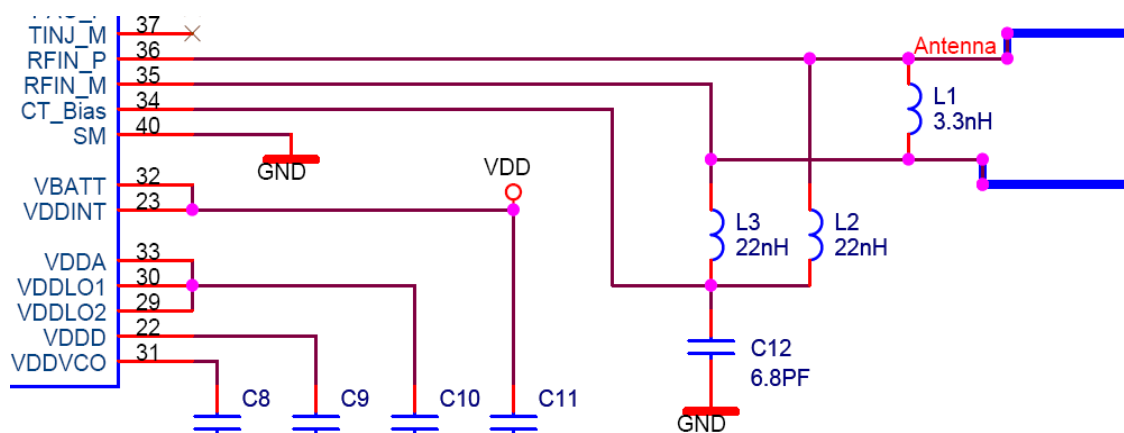 TINJ_M 37
RFIN_P 36 Antenna
RFIN_M 35
CT_Bias 34 L1
3.3nH
SM 40
GND VDD
VBATT 32
VDDINT 23
L3 L2
22nH 22nH
VDDA 33
VDDLO1 30
VDDLO2 29
VDDD 22
VDDVCO 31 C12
6.8PF
C8 C9 C10 C11
GND